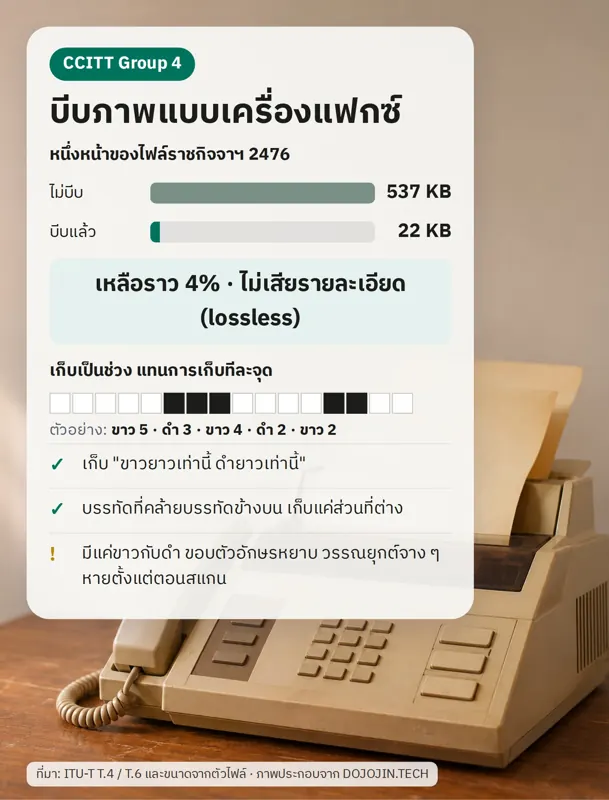 CCITT Group 4
บีบภาพแบบเครื่องแฟกซ์
หนึ่งหน้าของไฟล์ราชกิจจาฯ 2476
ไม่บีบ 537 KB
บีบแล้ว 22 KB
เหลือราว 4% · ไม่เสียรายละเอียด
(lossless)
เก็บเป็นช่วง แทนการเก็บทีละจุด
ตัวอย่าง: ขาว 5 · ดำ 3 · ขาว 4 · ดำ 2 · ขาว 2
✓ เก็บ "ขาวยาวเท่านี้ ดำยาวเท่านี้"
✓ บรรทัดที่คล้ายบรรทัดข้างบน เก็บแค่ส่วนที่ต่าง
! มีแค่ขาวกับดำ ขอบตัวอักษรหยาบ วรรณยุกต์จาง ๆ
หายตั้งแต่ตอนสแกน
ที่มา: ITU-T T.4 / T.6 และขนาดจากตัวไฟล์ · ภาพประกอบจาก DOJOJIN.TECH